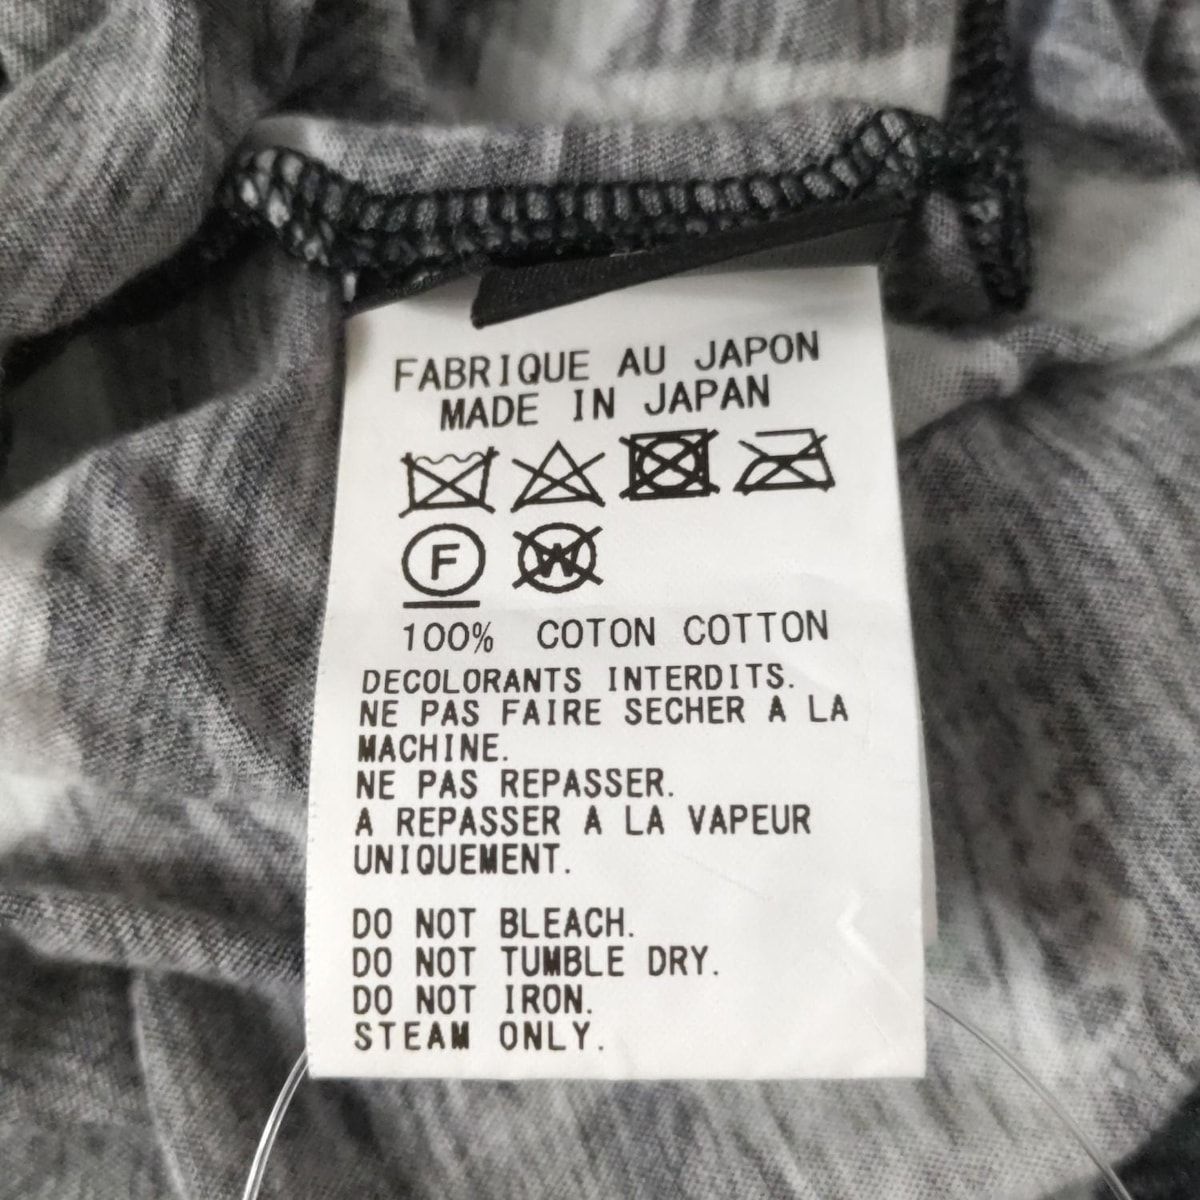 FABRIQUE AU JAPON
MADE IN JAPAN
F W
100% COTON COTTON
DECOLORANTS INTERDITS.
NE PAS FAIRE SECHER A LA
MACHINE.
NE PAS REPASSER.
A REPASSER A LA VAPEUR
UNIQUEMENT.
DO NOT BLEACH.
DO NOT TUMBLE DRY.
DO NOT IRON.
STEAM ONLY.